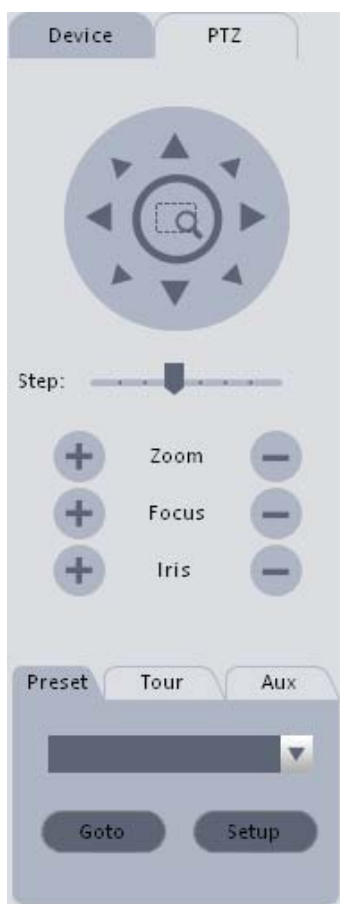 Device PTZ
Step:
Zoom
Focus
Iris
Preset Tour Aux
Goto Setup